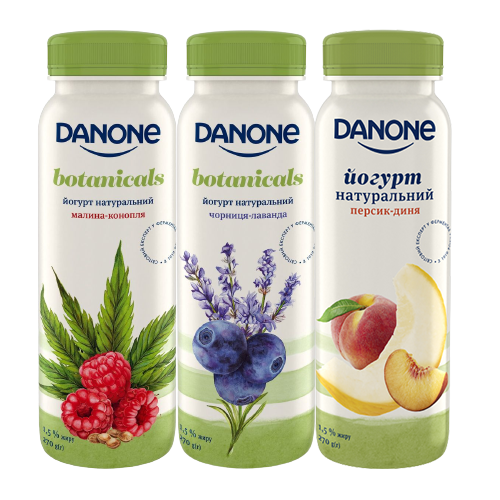 DANONE
botanicals
йогурт натуральний
малина-конопля
1,5 % жиру
270 g(г)
DANONE
botanicals
йогурт натуральний
чорниця-лаванда
1,5 % жиру
270 g(г)
DANONE
йогурт
натуральний
персик-диня
1,5 % жиру
270 g(г)